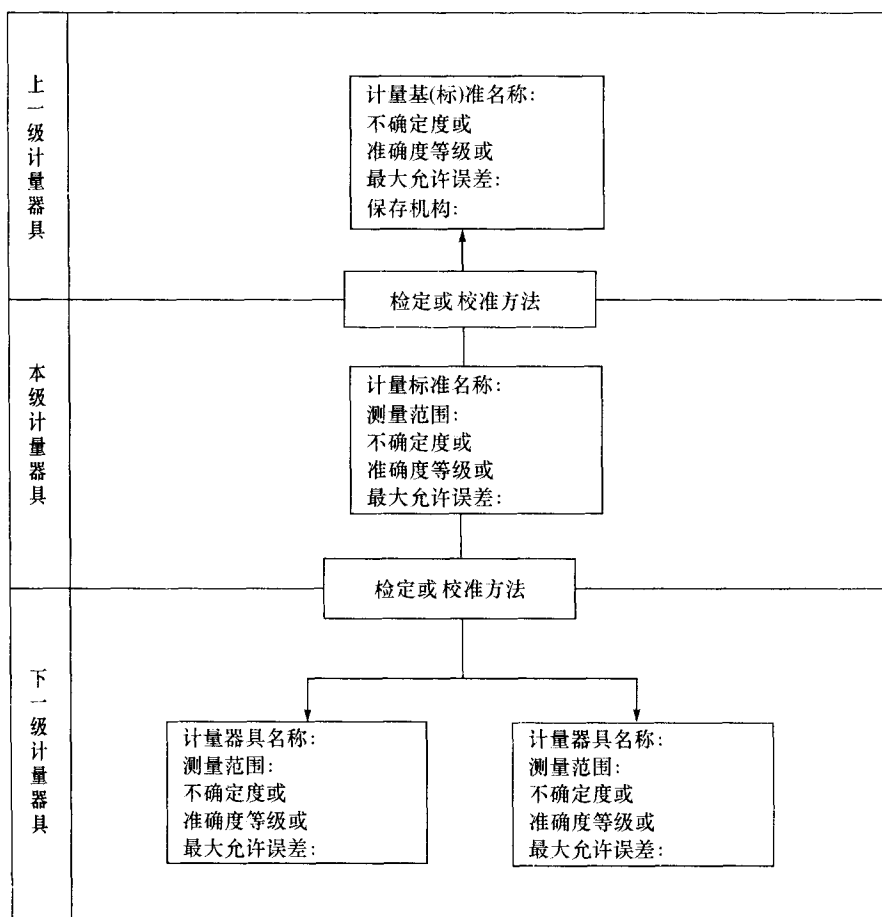 上一级计量器具
计量基(标)准名称:
不确定度或
准确度等级或
最大允许误差:
保存机构:
检定或校准方法
本级计量器具
计量标准名称:
测量范围:
不确定度或
准确度等级或
最大允许误差:
检定或校准方法
下一级计量器具
计量器具名称:
测量范围:
不确定度或
准确度等级或
最大允许误差:
计量器具名称:
测量范围:
不确定度或
准确度等级或
最大允许误差: